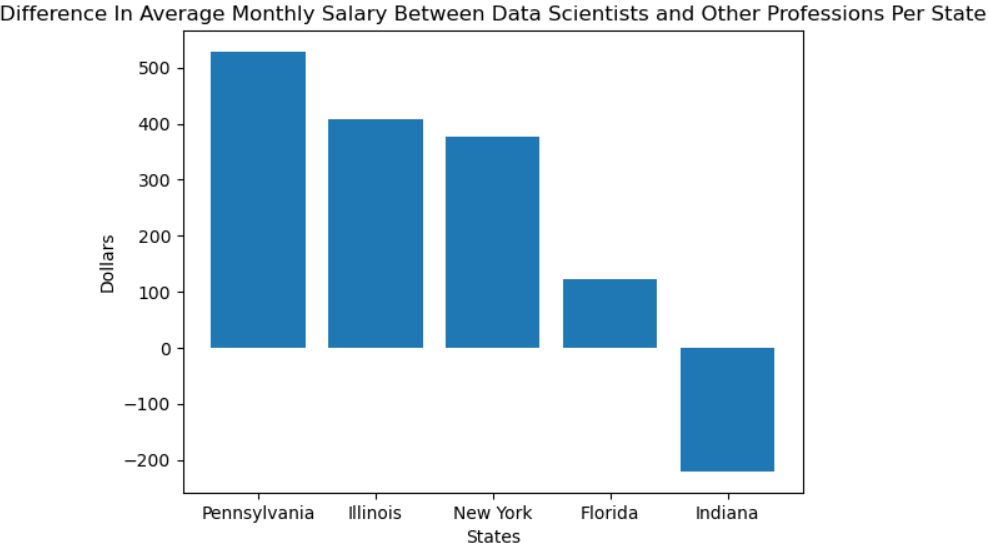 Difference In Average Monthly Salary Between Data Scientists and Other Professions Per State
500
400
300
200
100
0
−100
−200
Dollars
Pennsylvania Illinois New York Florida Indiana
States